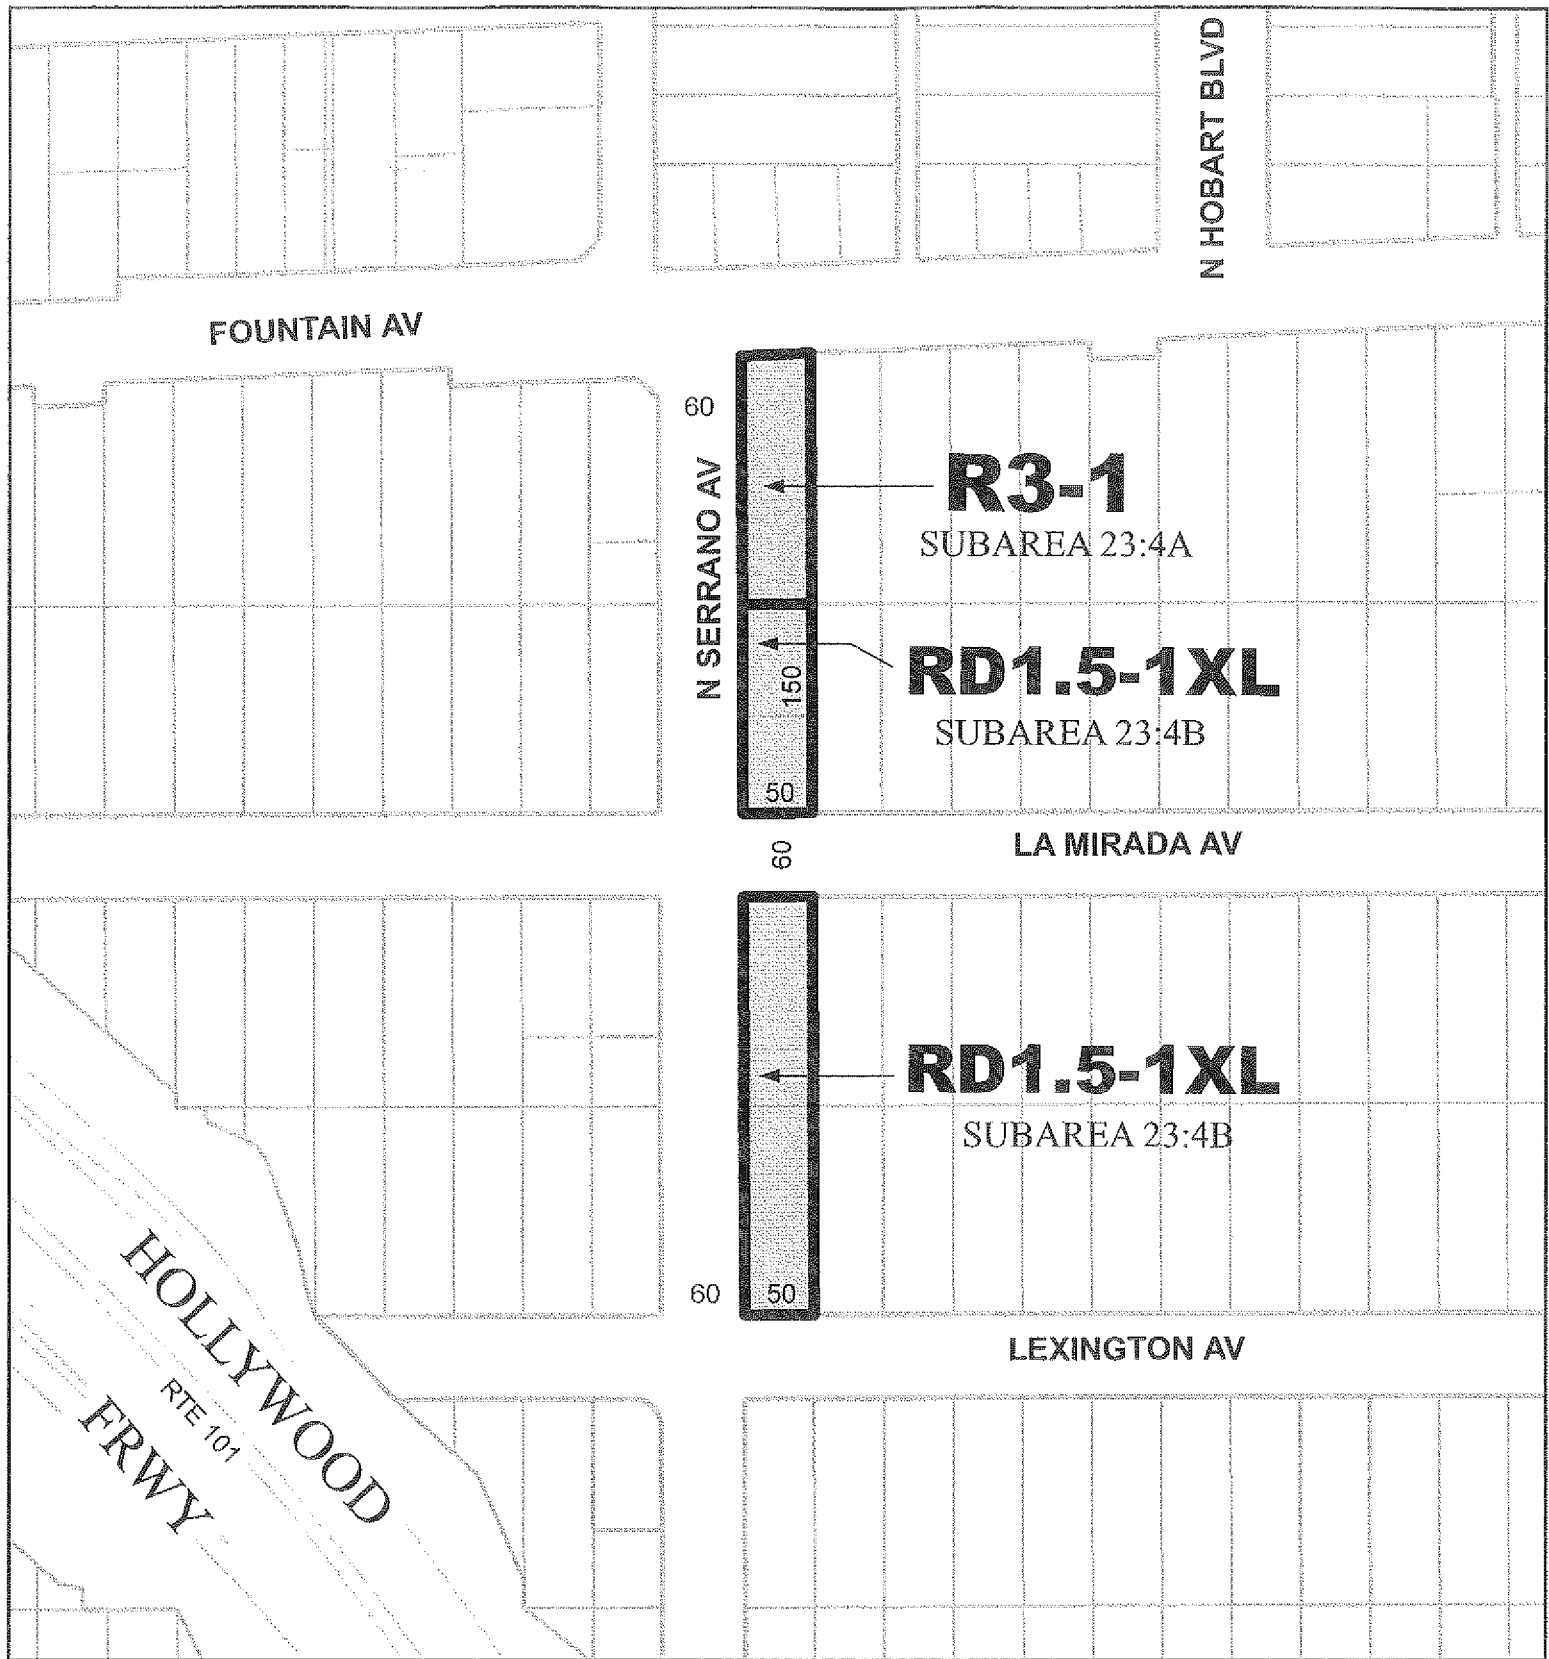 N HOBART BLVD
FOUNTAIN AV
60
N SERRANO AV
R3-1
SUBAREA 23:4A
RD1.5-1XL
150
SUBAREA 23:4B
50
60
LA MIRADA AV
RD1.5-1XL
SUBAREA 23:4B
60
50
LEXINGTON AV
HOLLYWOOD
RTE 101
FRWY